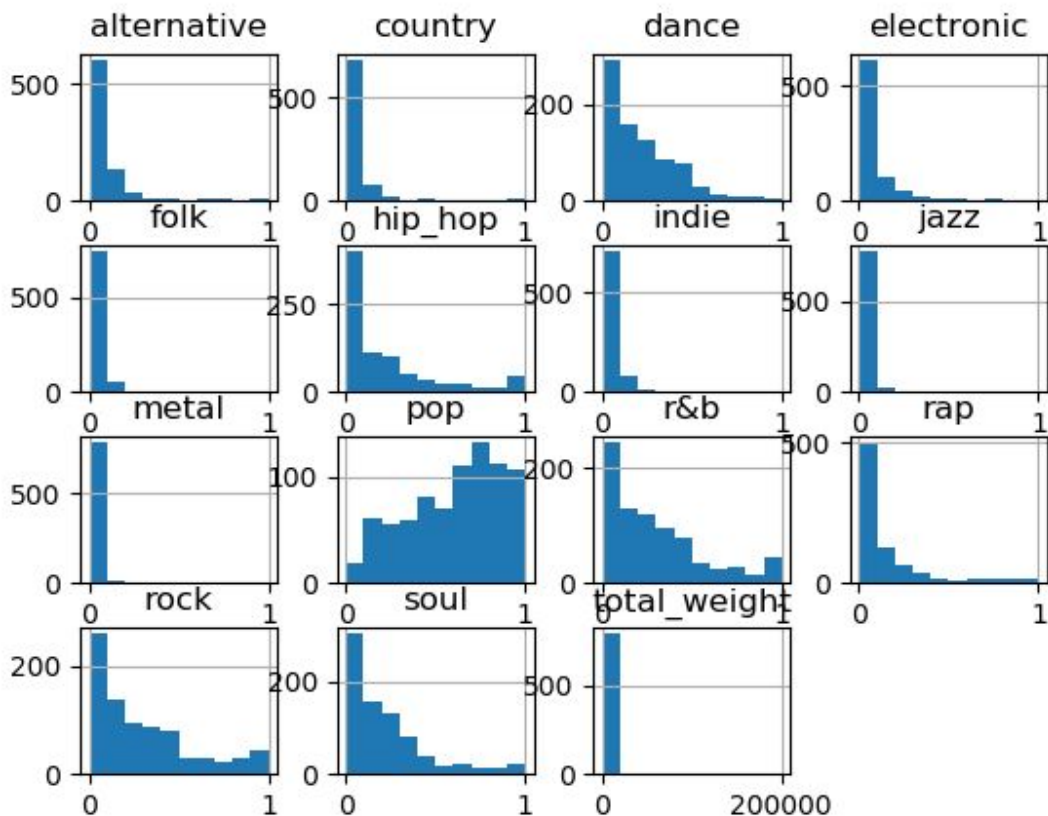 alternative country dance electronic
500 500 200 500
0 0 0 0
0 1 0 1 0 1 0 1
folk hip_hop indie jazz
500 250 500 500
0 0 0 0
0 1 0 1 0 1 0 1
metal pop r&b rap
500 100 200 500
0 0 0 0
0 1 0 1 0 1 0 1
rock soul total_weight
200 200 500
0 0 0
0 1 0 1 0 200000